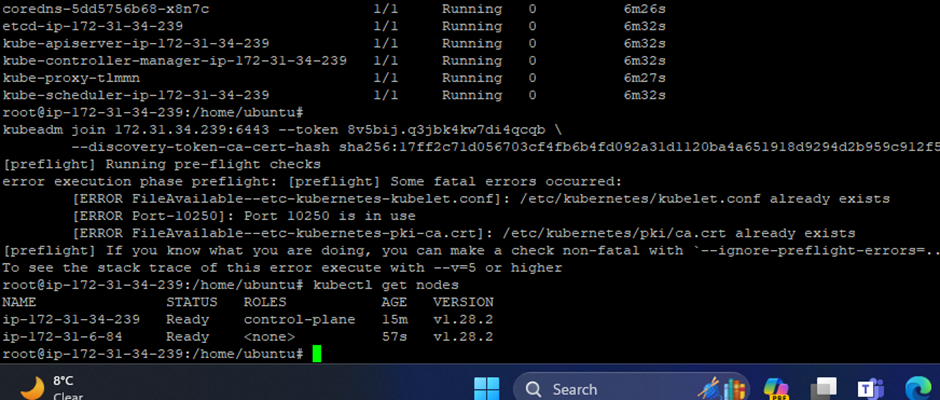 coredns-5dd5756b68-x8n7c 1/1 Running 0 6m26s
etcd-ip-172-31-34-239 1/1 Running 0 6m32s
kube-apiserver-ip-172-31-34-239 1/1 Running 0 6m32s
kube-controller-manager-ip-172-31-34-239 1/1 Running 0 6m32s
kube-proxy-tlmmn 1/1 Running 0 6m27s
kube-scheduler-ip-172-31-34-239 1/1 Running 0 6m32s
root@ip-172-31-34-239:/home/ubuntu#
kubeadm join 172.31.34.239:6443 --token 8v5bij.q3jbk4kw7di4qcqb \
--discovery-token-ca-cert-hash sha256:17ff2c71d056703cf4fb6b4fd092a31d1120ba4a651918d9294d2b959c912f5
[preflight] Running pre-flight checks
error execution phase preflight: [preflight] Some fatal errors occurred:
[ERROR FileAvailable--etc-kubernetes-kubelet.conf]: /etc/kubernetes/kubelet.conf already exists
[ERROR Port-10250]: Port 10250 is in use
[ERROR FileAvailable--etc-kubernetes-pki-ca.crt]: /etc/kubernetes/pki/ca.crt already exists
[preflight] If you know what you are doing, you can make a check non-fatal with `--ignore-preflight-errors=..
To see the stack trace of this error execute with --v=5 or higher
root@ip-172-31-34-239:/home/ubuntu# kubectl get nodes
NAME STATUS ROLES AGE VERSION
ip-172-31-34-239 Ready control-plane 15m v1.28.2
ip-172-31-6-84 Ready <none> 57s v1.28.2
root@ip-172-31-34-239:/home/ubuntu#
8°C
Clear
Search
PRE
T